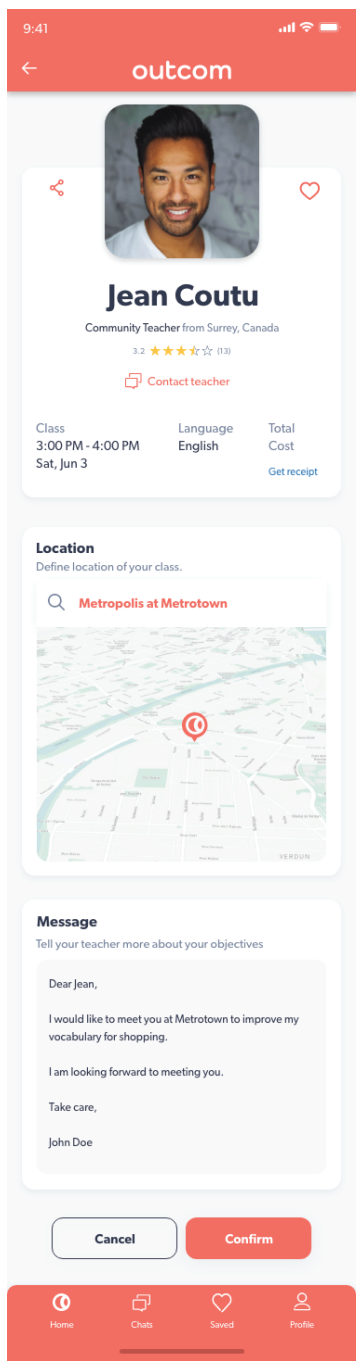 9:41
outcom
Jean Coutu
Community Teacher from Surrey, Canada
3.2 (13)
Contact teacher
Class
3:00 PM - 4:00 PM
Sat, Jun 3
Language
English
Total
Cost
Get receipt
Location
Define location of your class.
Metropolis at Metrotown
VERDUN
Message
Tell your teacher more about your objectives
Dear Jean,
I would like to meet you at Metrotown to improve my
vocabulary for shopping.
I am looking forward to meeting you.
Take care,
John Doe
Cancel
Confirm
Home
Chats
Saved
Profile